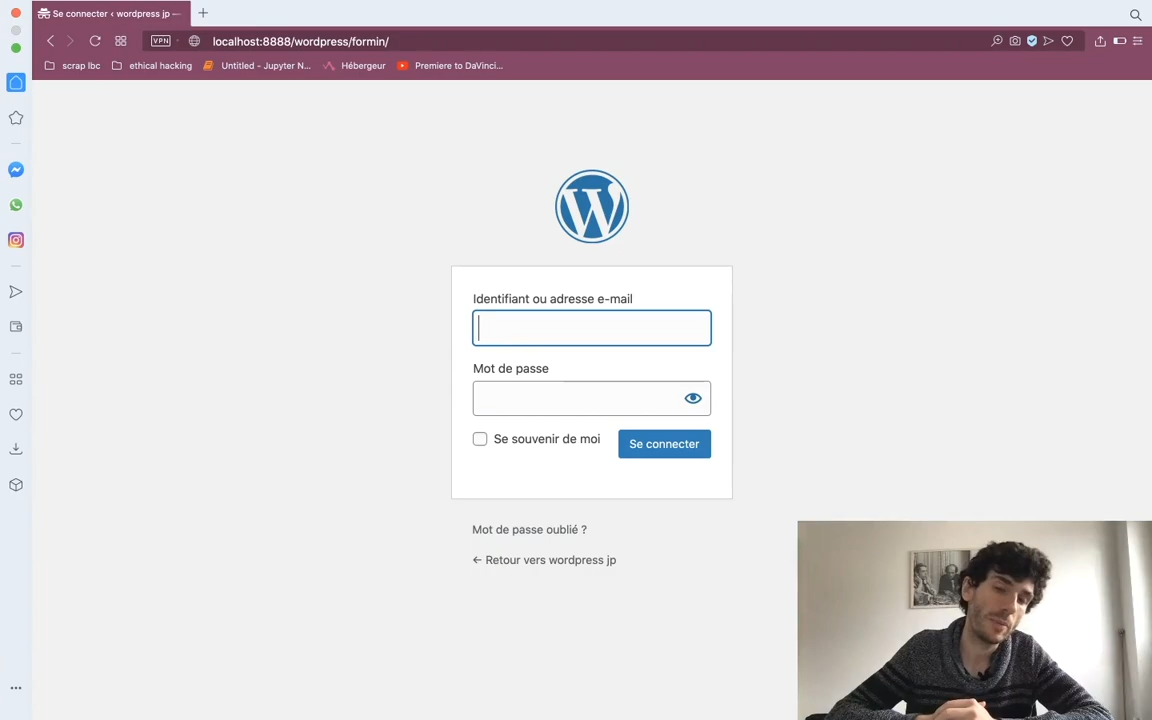 Se connecter ‹ wordpress jp —
VPN
localhost:8888/wordpress/formin/
scrap lbc
ethical hacking
Untitled - Jupyter N...
Hébergeur
Premiere to DaVinci...
W
Identifiant ou adresse e-mail
Mot de passe
Se souvenir de moi
Se connecter
Mot de passe oublié ?
← Retour vers wordpress jp